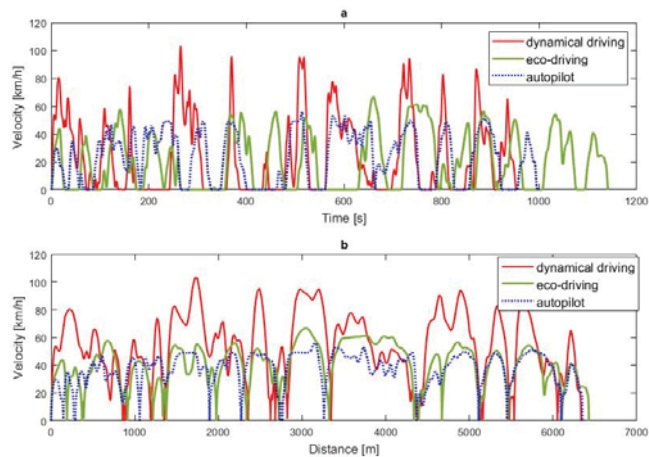 a
120
100
80
60
40
20
0
Velocity [km/h]
dynamical driving
eco-driving
autopilot
0 200 400 600 800 1000 1200
Time [s]
b
120
100
80
60
40
20
0
Velocity [km/h]
dynamical driving
eco-driving
autopilot
0 1000 2000 3000 4000 5000 6000 7000
Distance [m]